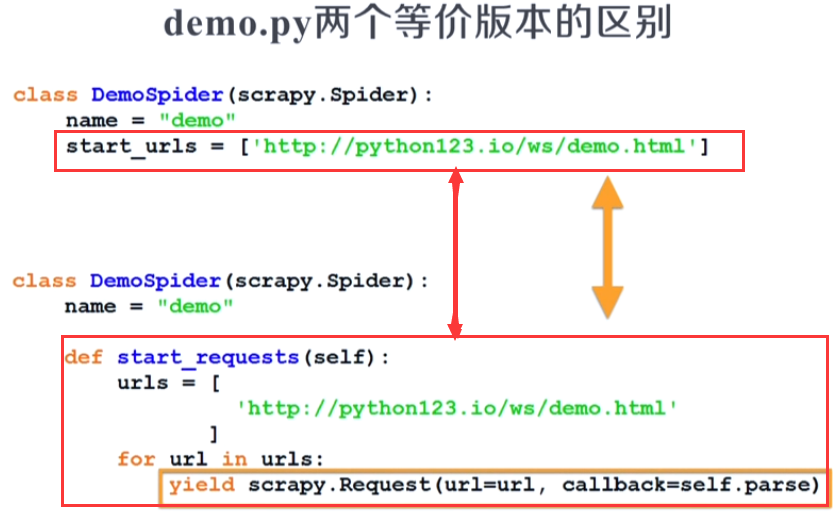 demo.py两个等价版本的区别
class DemoSpider(scrapy.Spider):
    name = "demo"
    start_urls = ['http://python123.io/ws/demo.html']
class DemoSpider(scrapy.Spider):
    name = "demo"
    def start_requests(self):
        urls = [
                 'http://python123.io/ws/demo.html'
               ]
        for url in urls:
            yield scrapy.Request(url=url, callback=self.parse)